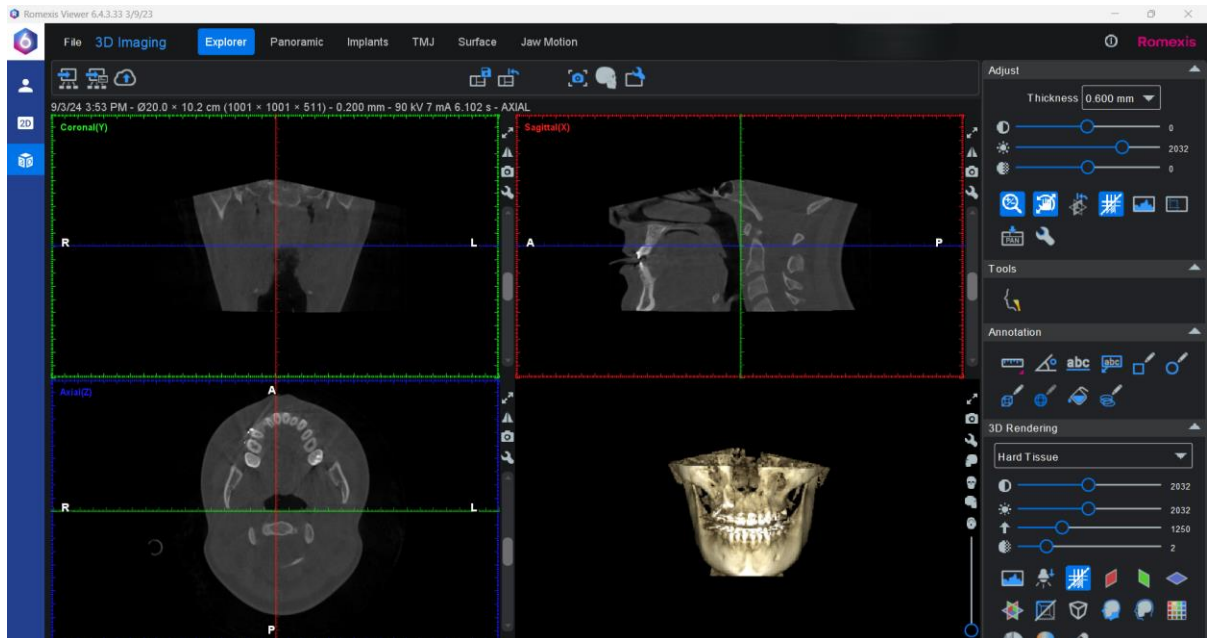 Romexis Viewer 6.4.3.33 3/9/23
File 3D Imaging Explorer Panoramic Implants TMJ Surface Jaw Motion Romexis
2D
9/3/24 3:53 PM - Ø20.0 × 10.2 cm (1001 × 1001 × 511) - 0.200 mm - 90 kV 7 mA 6.102 s - AXIAL
Coronal(Y)
R L
Sagittal(X)
A P
Axial(Z)
A
R L
P
Adjust
Thickness 0.600 mm
0
2032
0
PAN
Tools
Annotation
abc abc
3D Rendering
Hard Tissue
2032
2032
1250
2